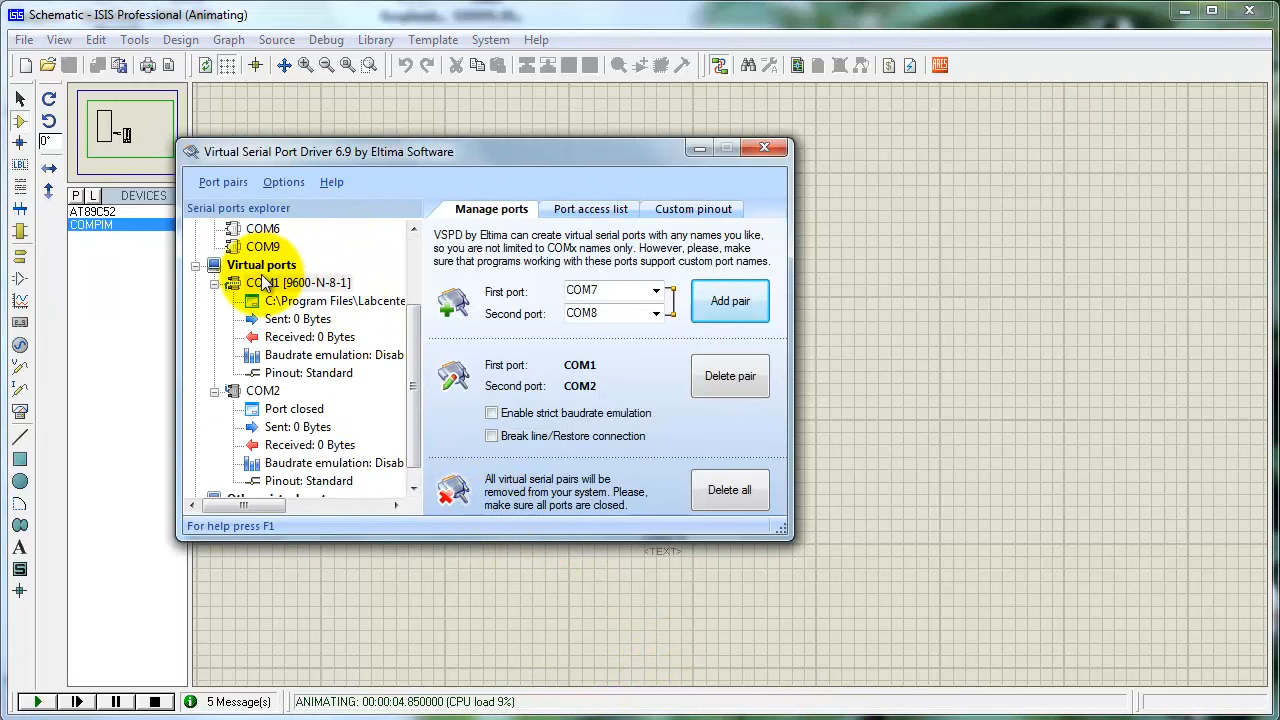 Schematic - ISIS Professional (Animating)
File View Edit Tools Design Graph Source Debug Library Template System Help
ARES
0°
P L DEVICES
AT89C52
COMPIM
Virtual Serial Port Driver 6.9 by Eltima Software
Port pairs Options Help
Serial ports explorer
COM6
COM9
Virtual ports
COM1 [9600-N-8-1]
C:\Program Files\Labcente
Sent: 0 Bytes
Received: 0 Bytes
Baudrate emulation: Disab
Pinout: Standard
COM2
Port closed
Sent: 0 Bytes
Received: 0 Bytes
Baudrate emulation: Disab
Pinout: Standard
Manage ports Port access list Custom pinout
VSPD by Eltima can create virtual serial ports with any names you like,
so you are not limited to COMx names only. However, please, make
sure that programs working with these ports support custom port names.
First port: COM7
Second port: COM8
Add pair
First port: COM1
Second port: COM2
Delete pair
Enable strict baudrate emulation
Break line/Restore connection
All virtual serial pairs will be
removed from your system. Please,
make sure all ports are closed.
Delete all
For help press F1
<TEXT>
5 Message(s)
ANIMATING: 00:00:04.850000 (CPU load 9%)